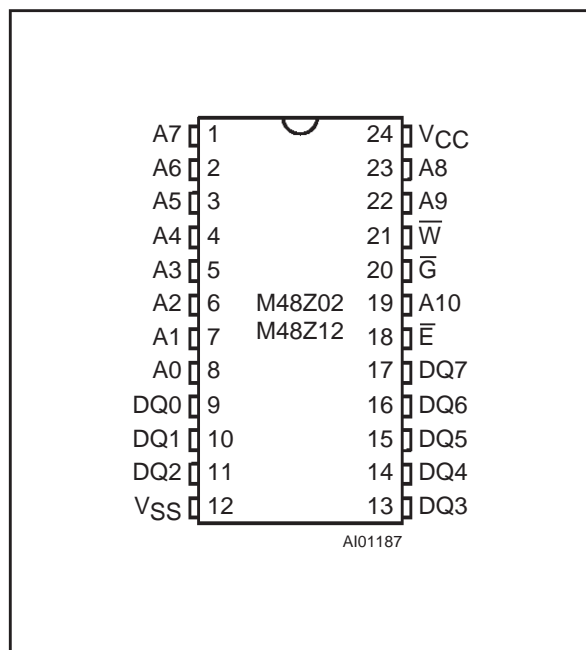 A7 1 24 VCC
A6 2 23 A8
A5 3 22 A9
A4 4 21 W̅
A3 5 20 G̅
A2 6 M48Z02 19 A10
A1 7 M48Z12 18 E̅
A0 8 17 DQ7
DQ0 9 16 DQ6
DQ1 10 15 DQ5
DQ2 11 14 DQ4
VSS 12 13 DQ3
AI01187